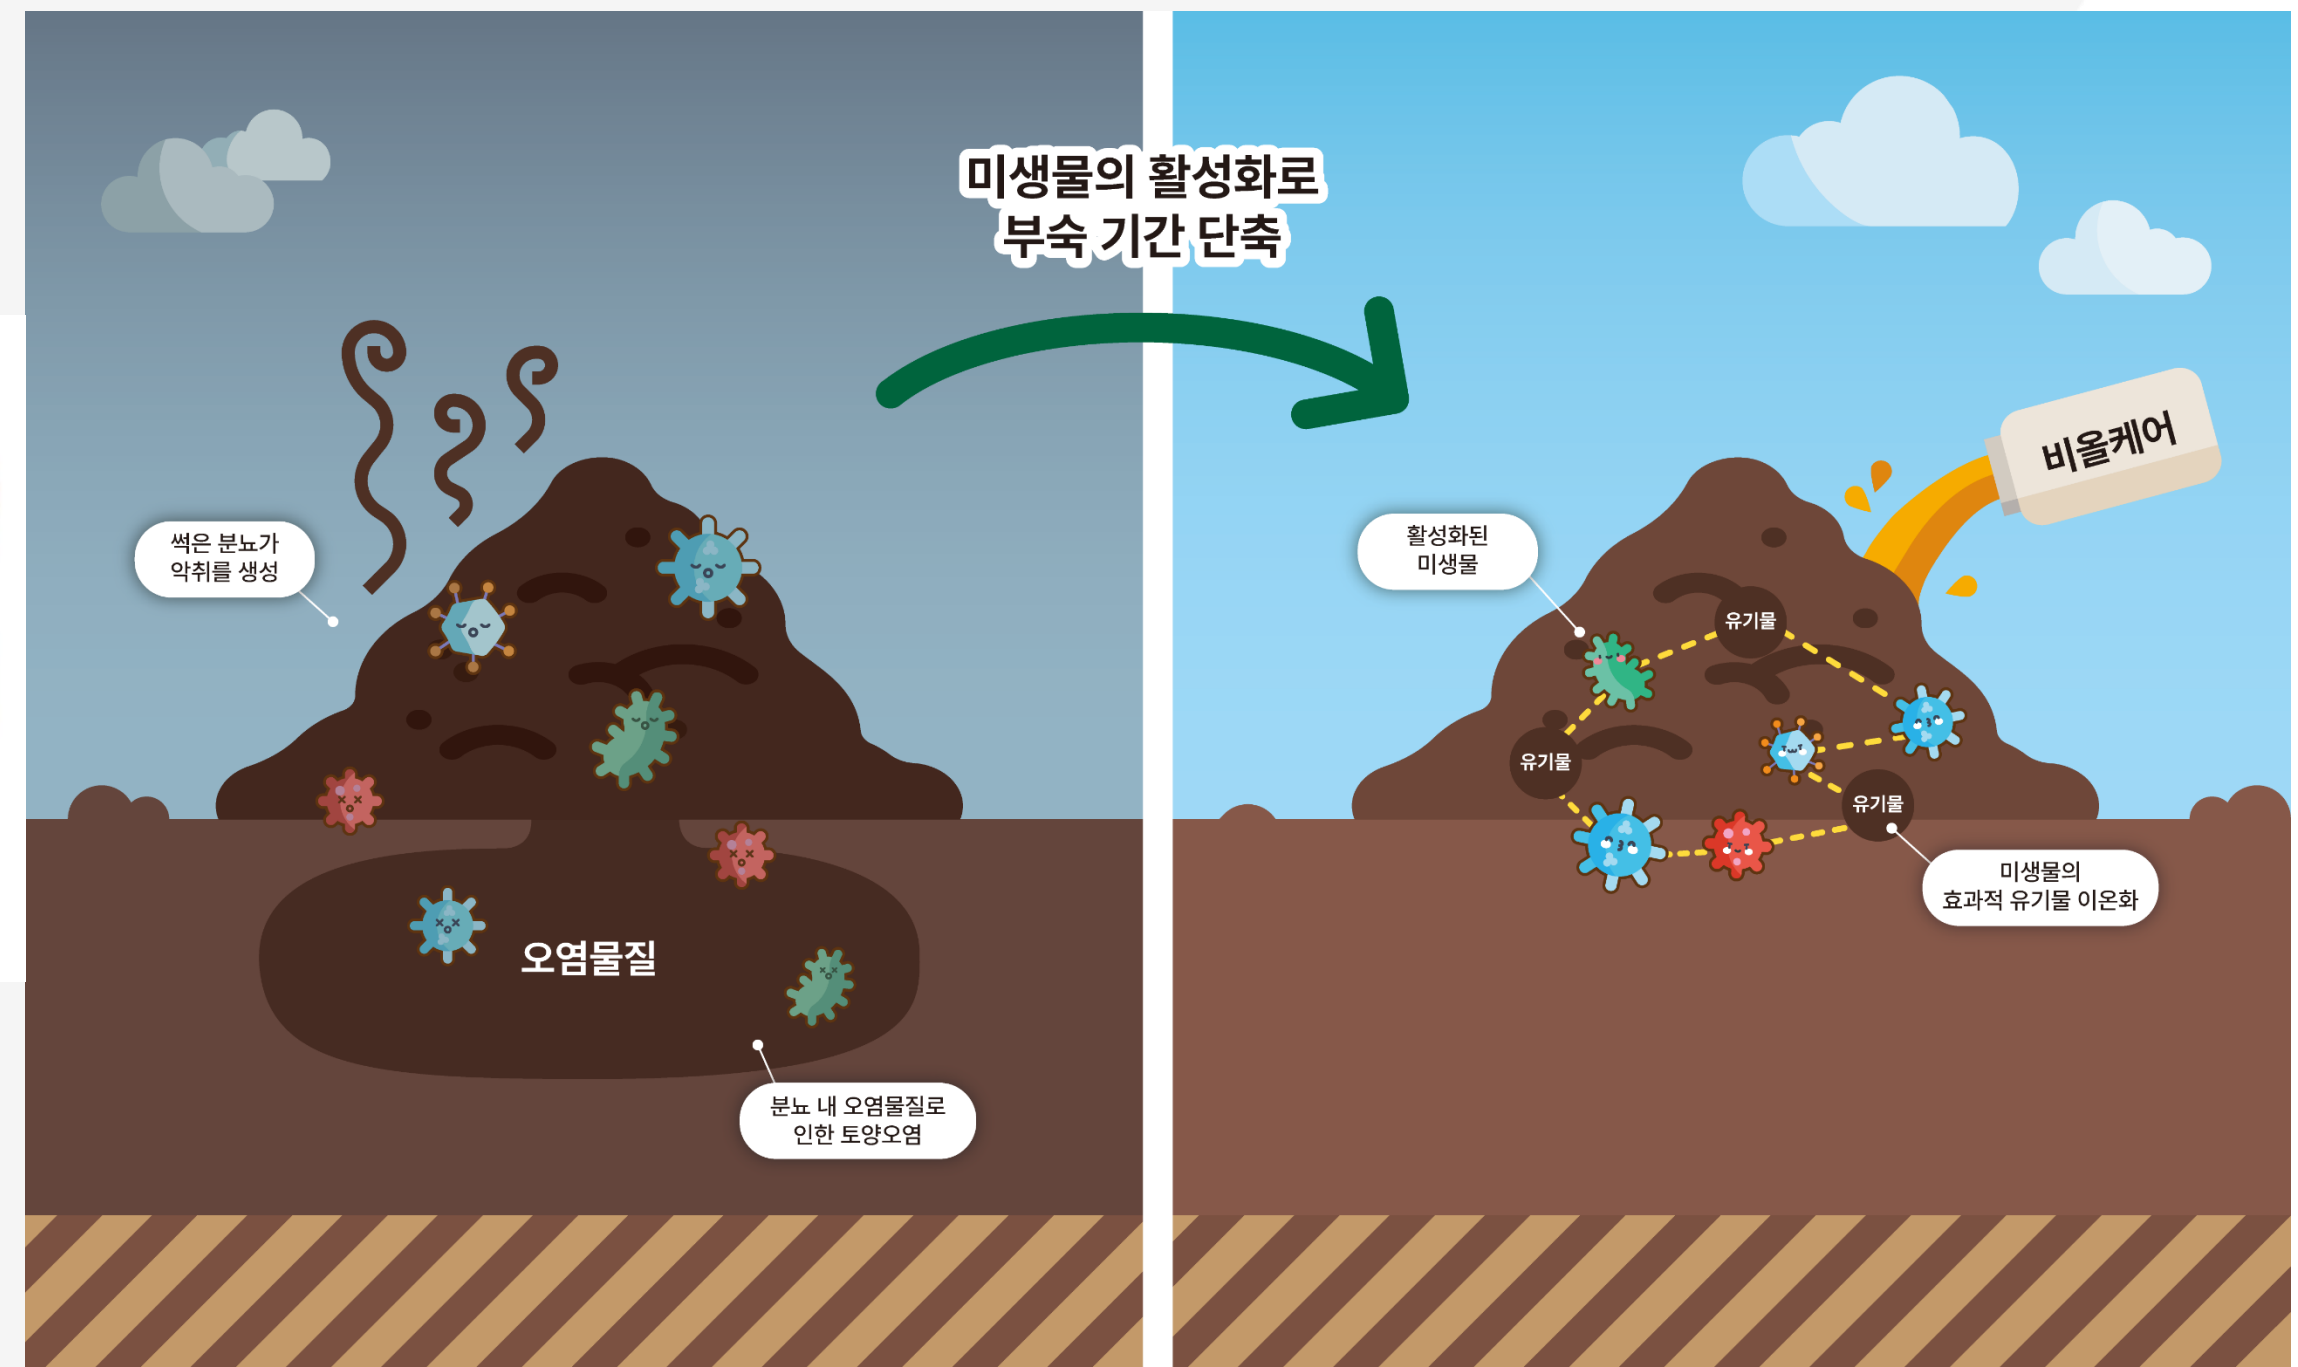 미생물의 활성화로
부숙 기간 단축
썩은 분뇨가
악취를 생성
오염물질
분뇨 내 오염물질로
인한 토양오염
비올케어
활성화된
미생물
유기물
유기물
유기물
미생물의
효과적 유기물 이온화